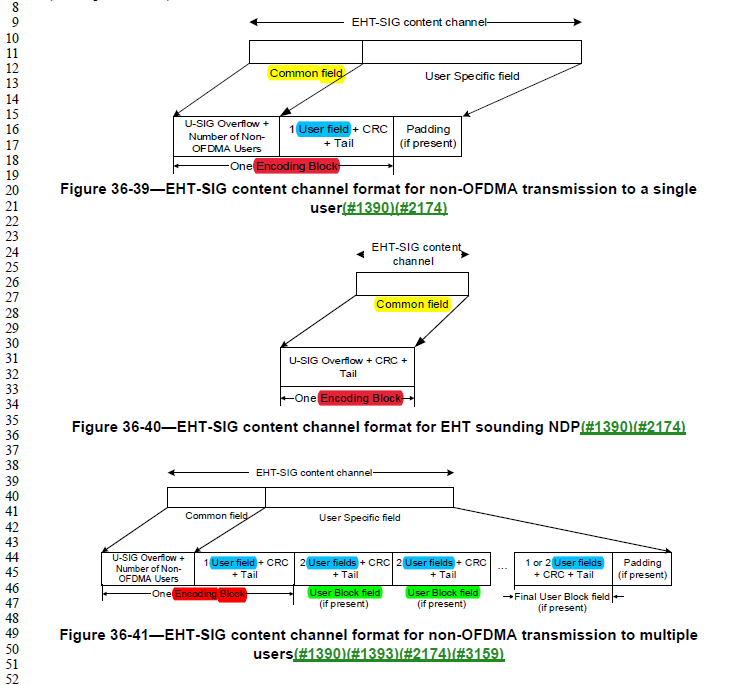 8
9
EHT-SIG content channel
10
11
12
Common field
User Specific field
13
14
15
U-SIG Overflow +
Number of Non-
OFDMA Users
1 User field + CRC
+ Tail
Padding
(if present)
16
17
18
One Encoding Block
19
20
Figure 36-39—EHT-SIG content channel format for non-OFDMA transmission to a single
21
user(#1390)(#2174)
22
23
24
EHT-SIG content
channel
25
26
27
Common field
28
29
30
31
U-SIG Overflow + CRC +
Tail
32
33
34
One Encoding Block
35
36
Figure 36-40—EHT-SIG content channel format for EHT sounding NDP(#1390)(#2174)
37
38
39
EHT-SIG content channel
40
41
Common field
User Specific field
42
43
44
U-SIG Overflow +
Number of Non-
OFDMA Users
1 User field + CRC
+ Tail
2 User fields + CRC
+ Tail
2 User fields + CRC
+ Tail
...
1 or 2 User fields
+ CRC + Tail
Padding
(if present)
45
46
One Encoding Block
User Block field
(if present)
User Block field
(if present)
Final User Block field
(if present)
47
48
49
Figure 36-41—EHT-SIG content channel format for non-OFDMA transmission to multiple
50
users(#1390)(#1393)(#2174)(#3159)
51
52